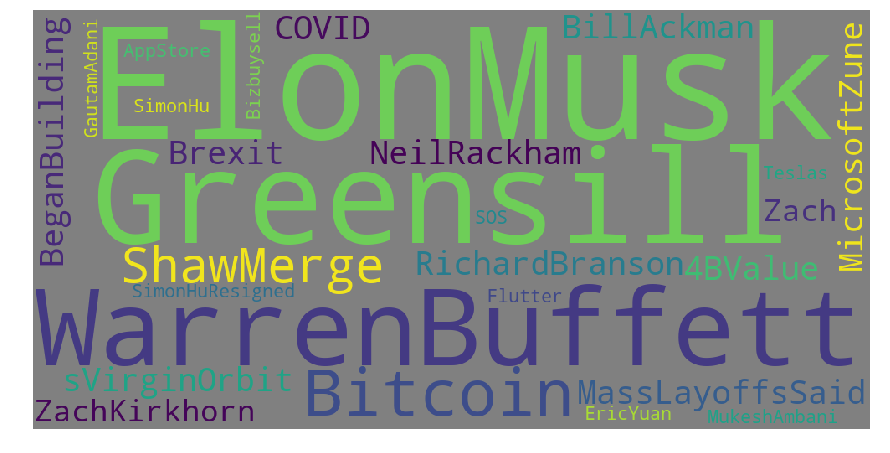 COVID
BillAckman
AppStore
ElonMusk
SimonHu
Bizbuysell
GautamAdani
BeganBuilding
MicrosoftZune
Brexit
NeilRackham
Greensill
Teslas
Zach
SOS
ShawMerge
RichardBranson
4BValue
SimonHuResigned
Flutter
WarrenBuffett
sVirginOrbit
Bitcoin
MassLayoffsSaid
ZachKirkhorn
EricYuan
MukeshAmbani